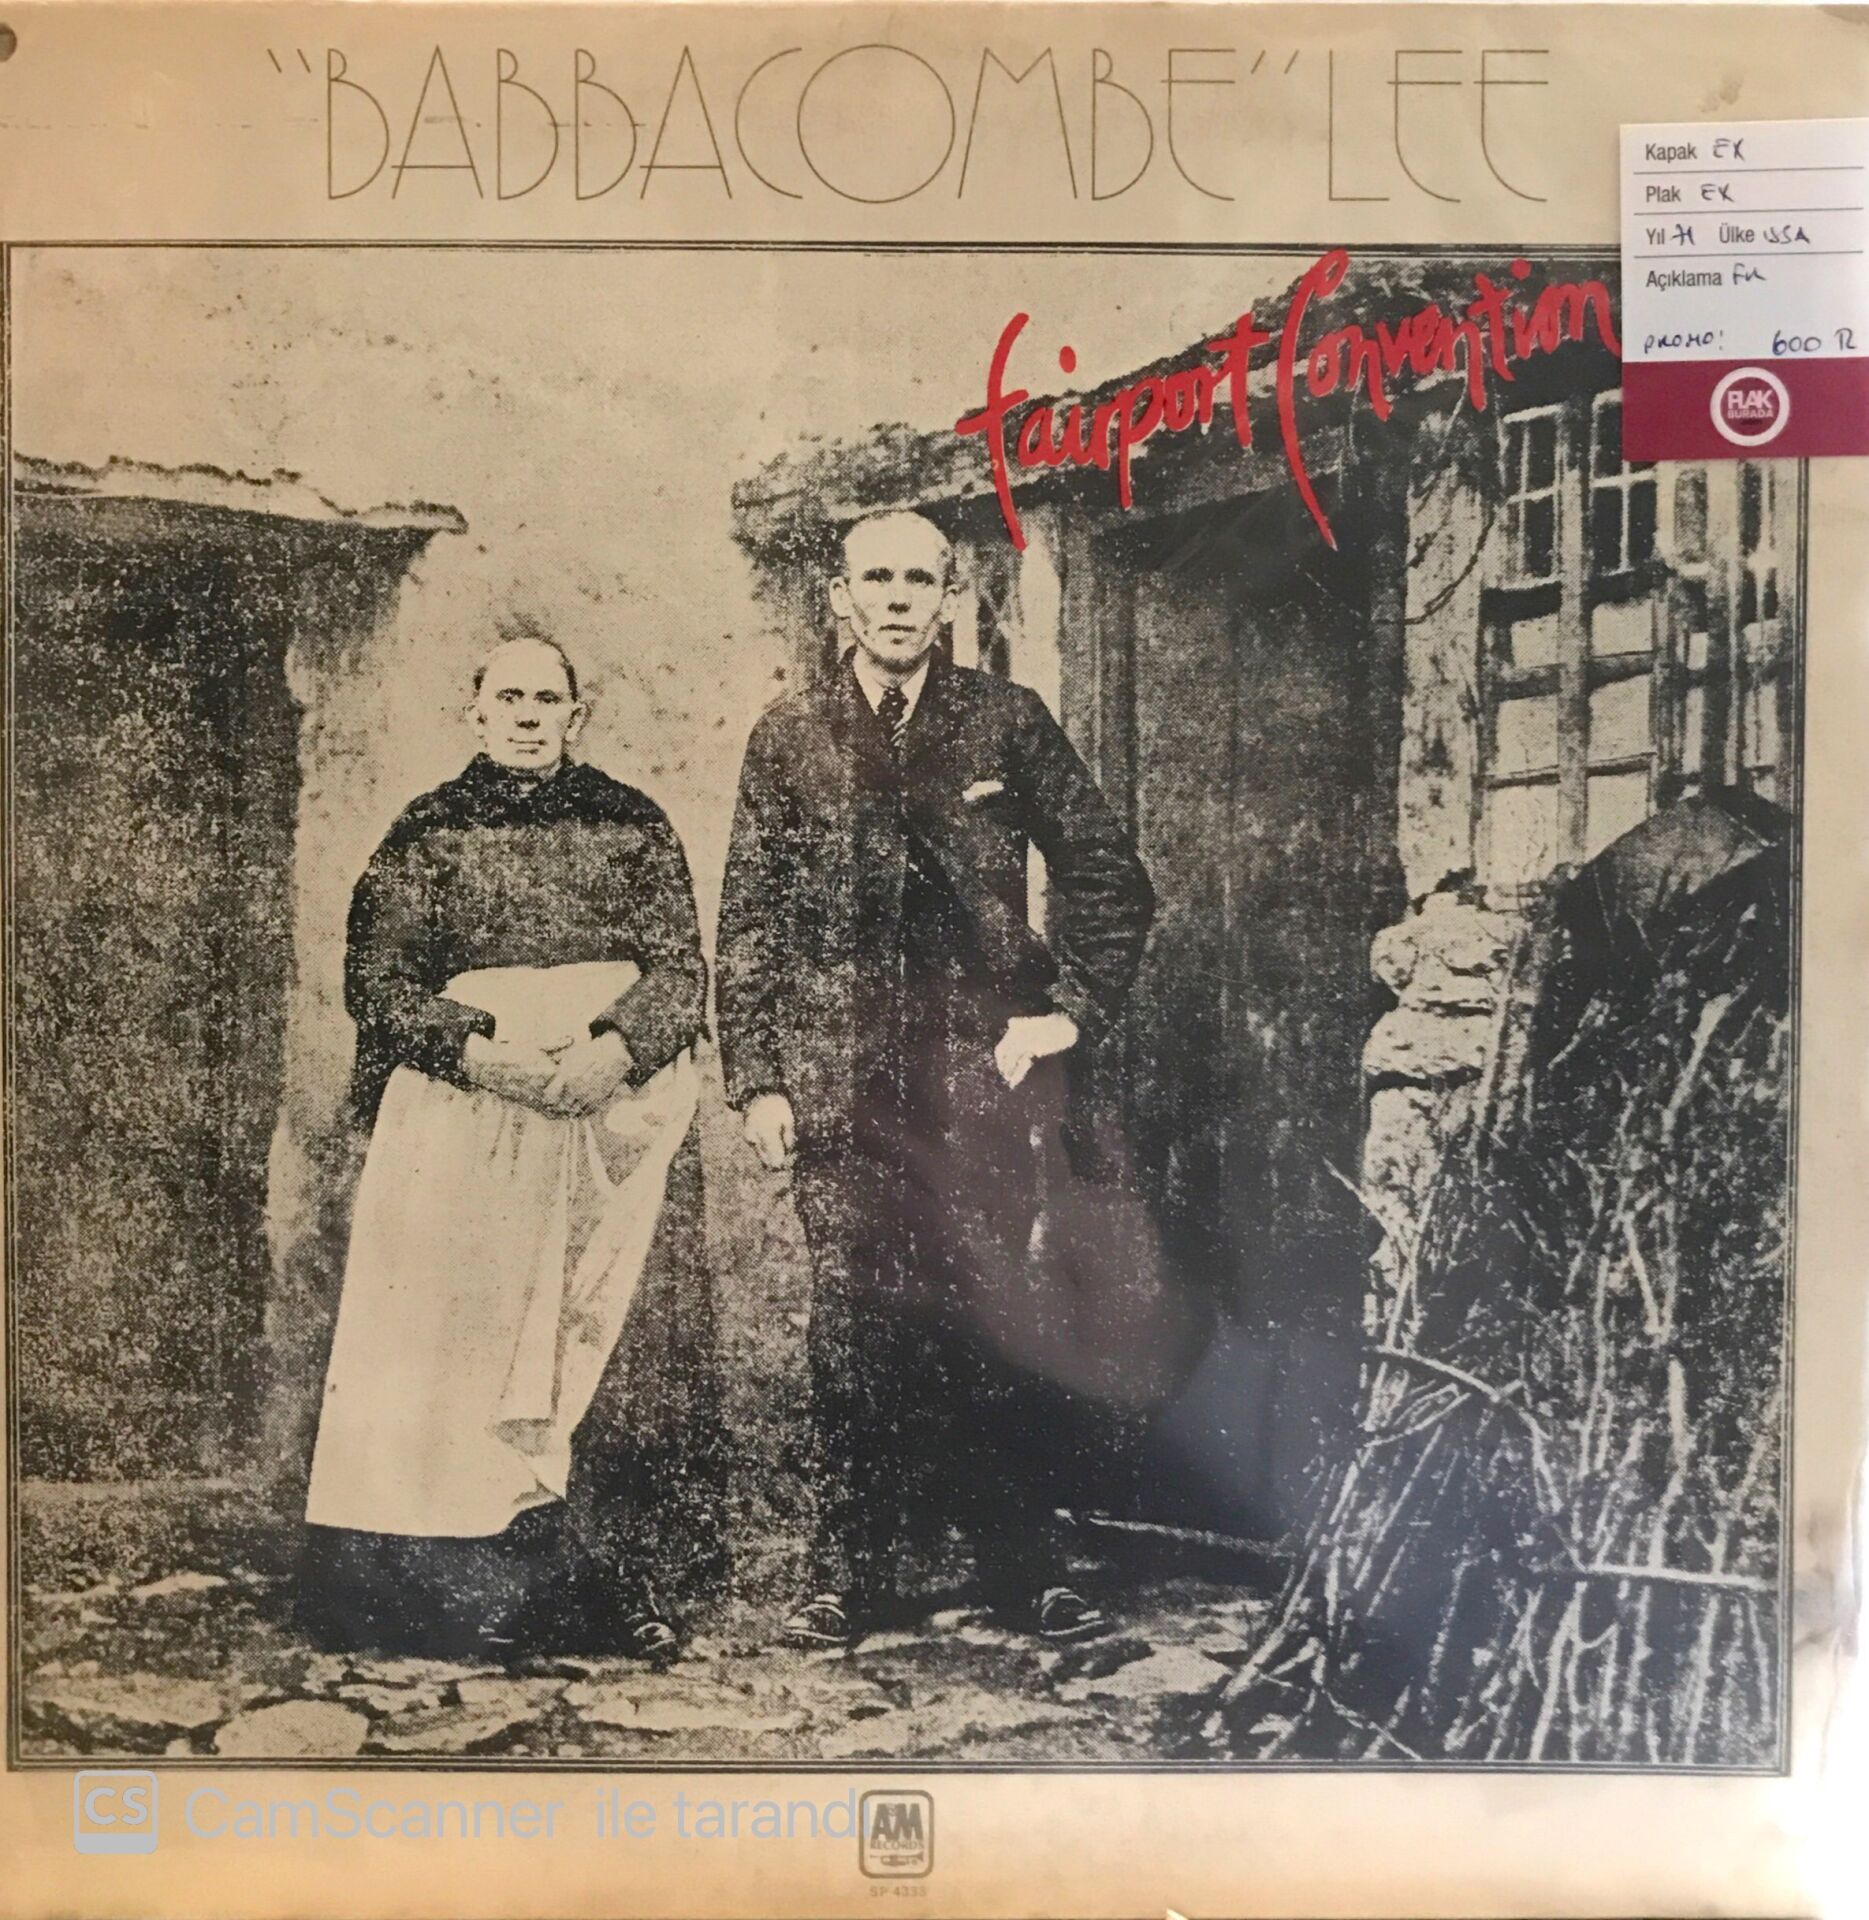 "BABBACOMBE" LEE
Fairport Convention
Kapak EX
Plak EX
Yıl 71 Ülke USA
Açıklama
PROMO! 600 TL
PLAK
BURADA
CS CamScanner ile tarandı
A&M
RECORDS
SP 4333